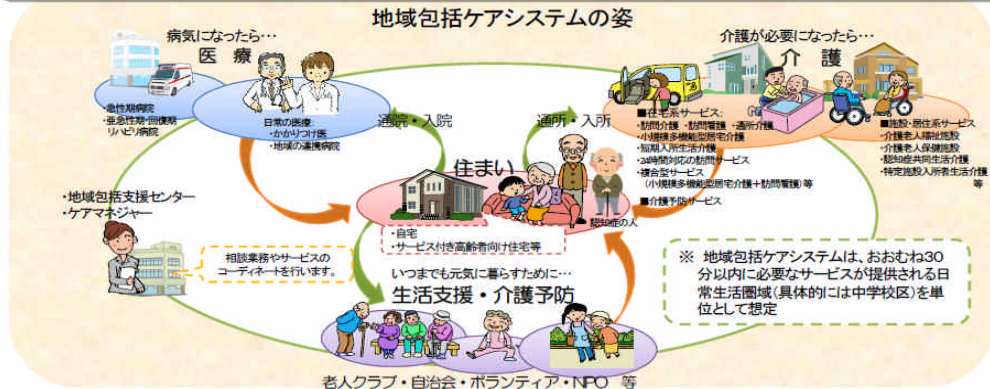 地域包括ケアシステムの姿
病気になったら…
医 療
介護が必要になったら…
介 護
・急性期病院
・亜急性期・回復期
リハビリ病院
日常の医療:
・かかりつけ医
・地域の連携病院
通院・入院
通所・入所
■在宅系サービス:
・訪問介護 ・訪問看護 ・通所介護
・小規模多機能型居宅介護
・短期入所生活介護
・24時間対応の訪問サービス
・複合型サービス
(小規模多機能型居宅介護+訪問看護)等
■介護予防サービス
■施設・居住系サービス
・介護老人福祉施設
・介護老人保健施設
・認知症共同生活介護
・特定施設入所者生活介護
等
住まい
認知症の人
・自宅
・サービス付き高齢者向け住宅等
・地域包括支援センター
・ケアマネジャー
相談業務やサービスの
コーディネートを行います。
いつまでも元気に暮らすために…
生活支援・介護予防
老人クラブ・自治会・ボランティア・NPO 等
※ 地域包括ケアシステムは、おおむね30
分以内に必要なサービスが提供される日
常生活圏域(具体的には中学校区)を単
位として想定